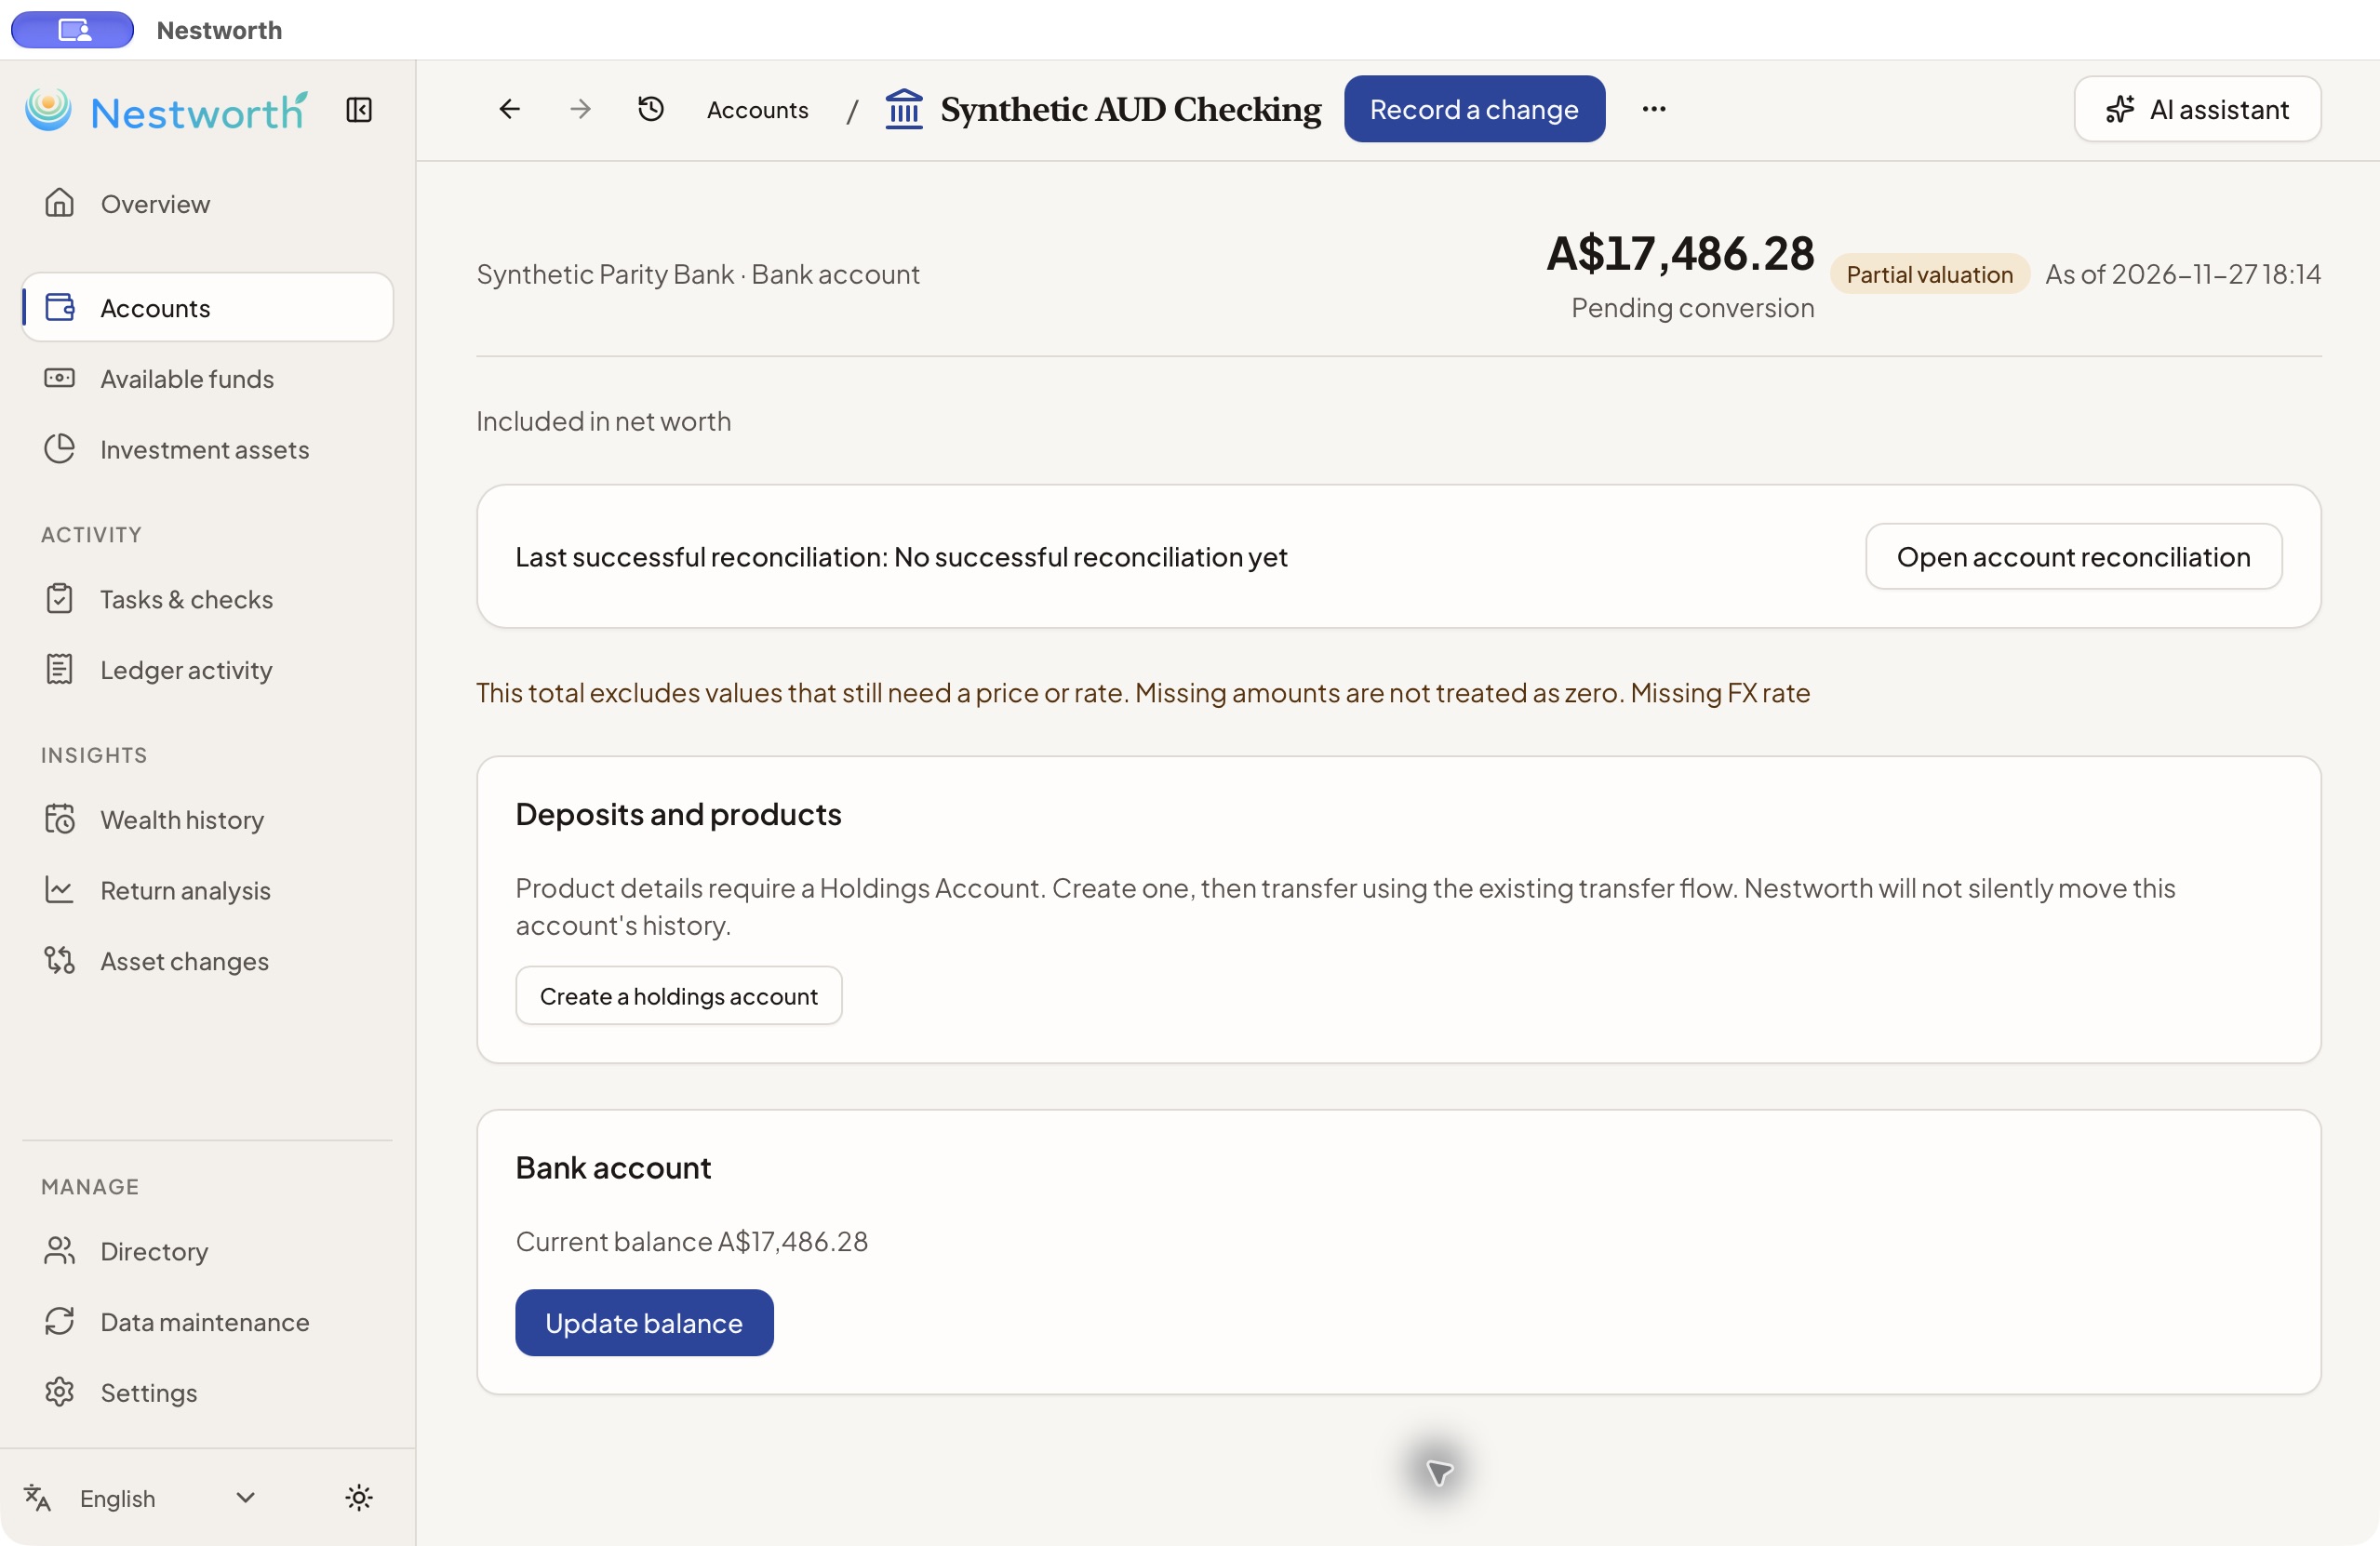 Nestworth
Nestworth
Accounts / Synthetic AUD Checking
Record a change
AI assistant
Overview
Accounts
Available funds
Investment assets
ACTIVITY
Tasks & checks
Ledger activity
INSIGHTS
Wealth history
Return analysis
Asset changes
MANAGE
Directory
Data maintenance
Settings
English
Synthetic Parity Bank · Bank account
A$17,486.28
Pending conversion
Partial valuation
As of 2026-11-27 18:14
Included in net worth
Last successful reconciliation: No successful reconciliation yet
Open account reconciliation
This total excludes values that still need a price or rate. Missing amounts are not treated as zero. Missing FX rate
Deposits and products
Product details require a Holdings Account. Create one, then transfer using the existing transfer flow. Nestworth will not silently move this
account's history.
Create a holdings account
Bank account
Current balance A$17,486.28
Update balance